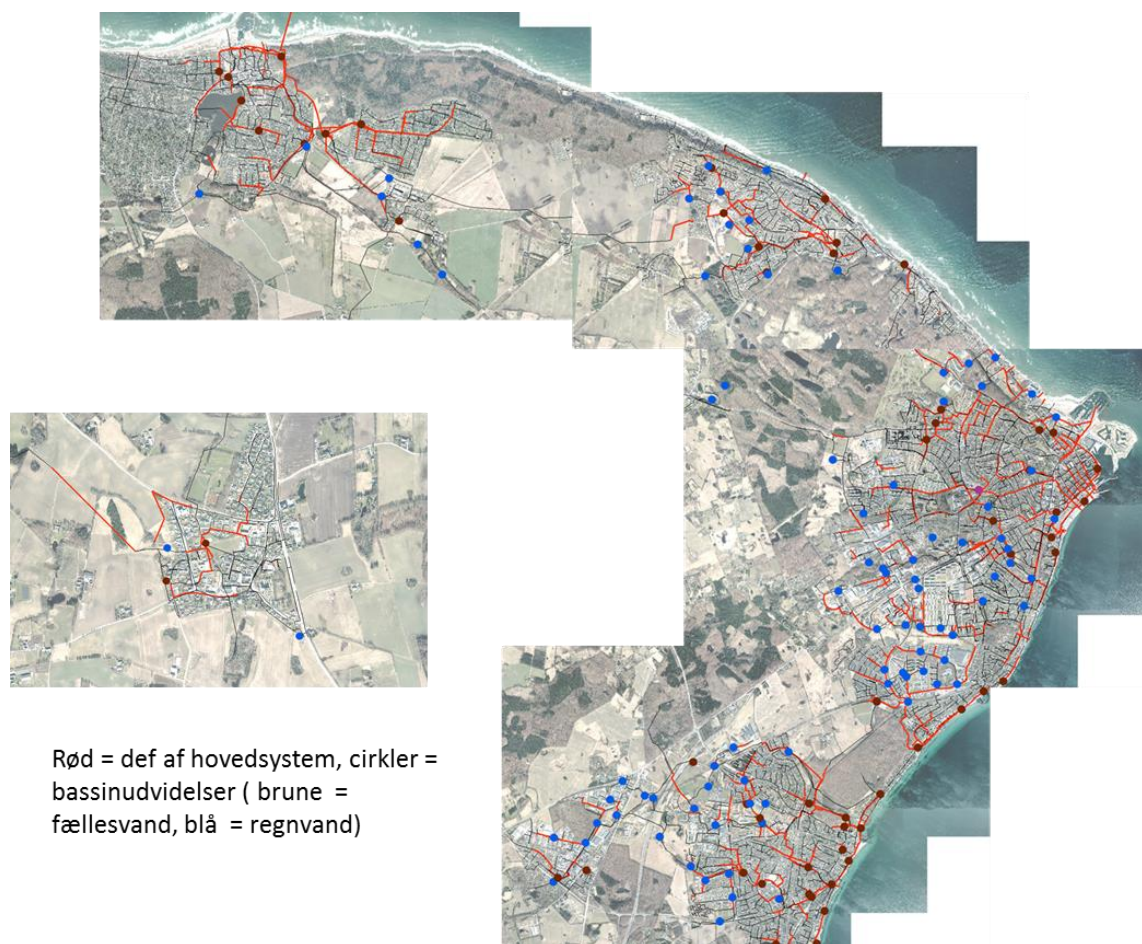 Rød = def af hovedsystem, cirkler =
bassinudvidelser ( brune  =
fællesvand, blå  = regnvand)